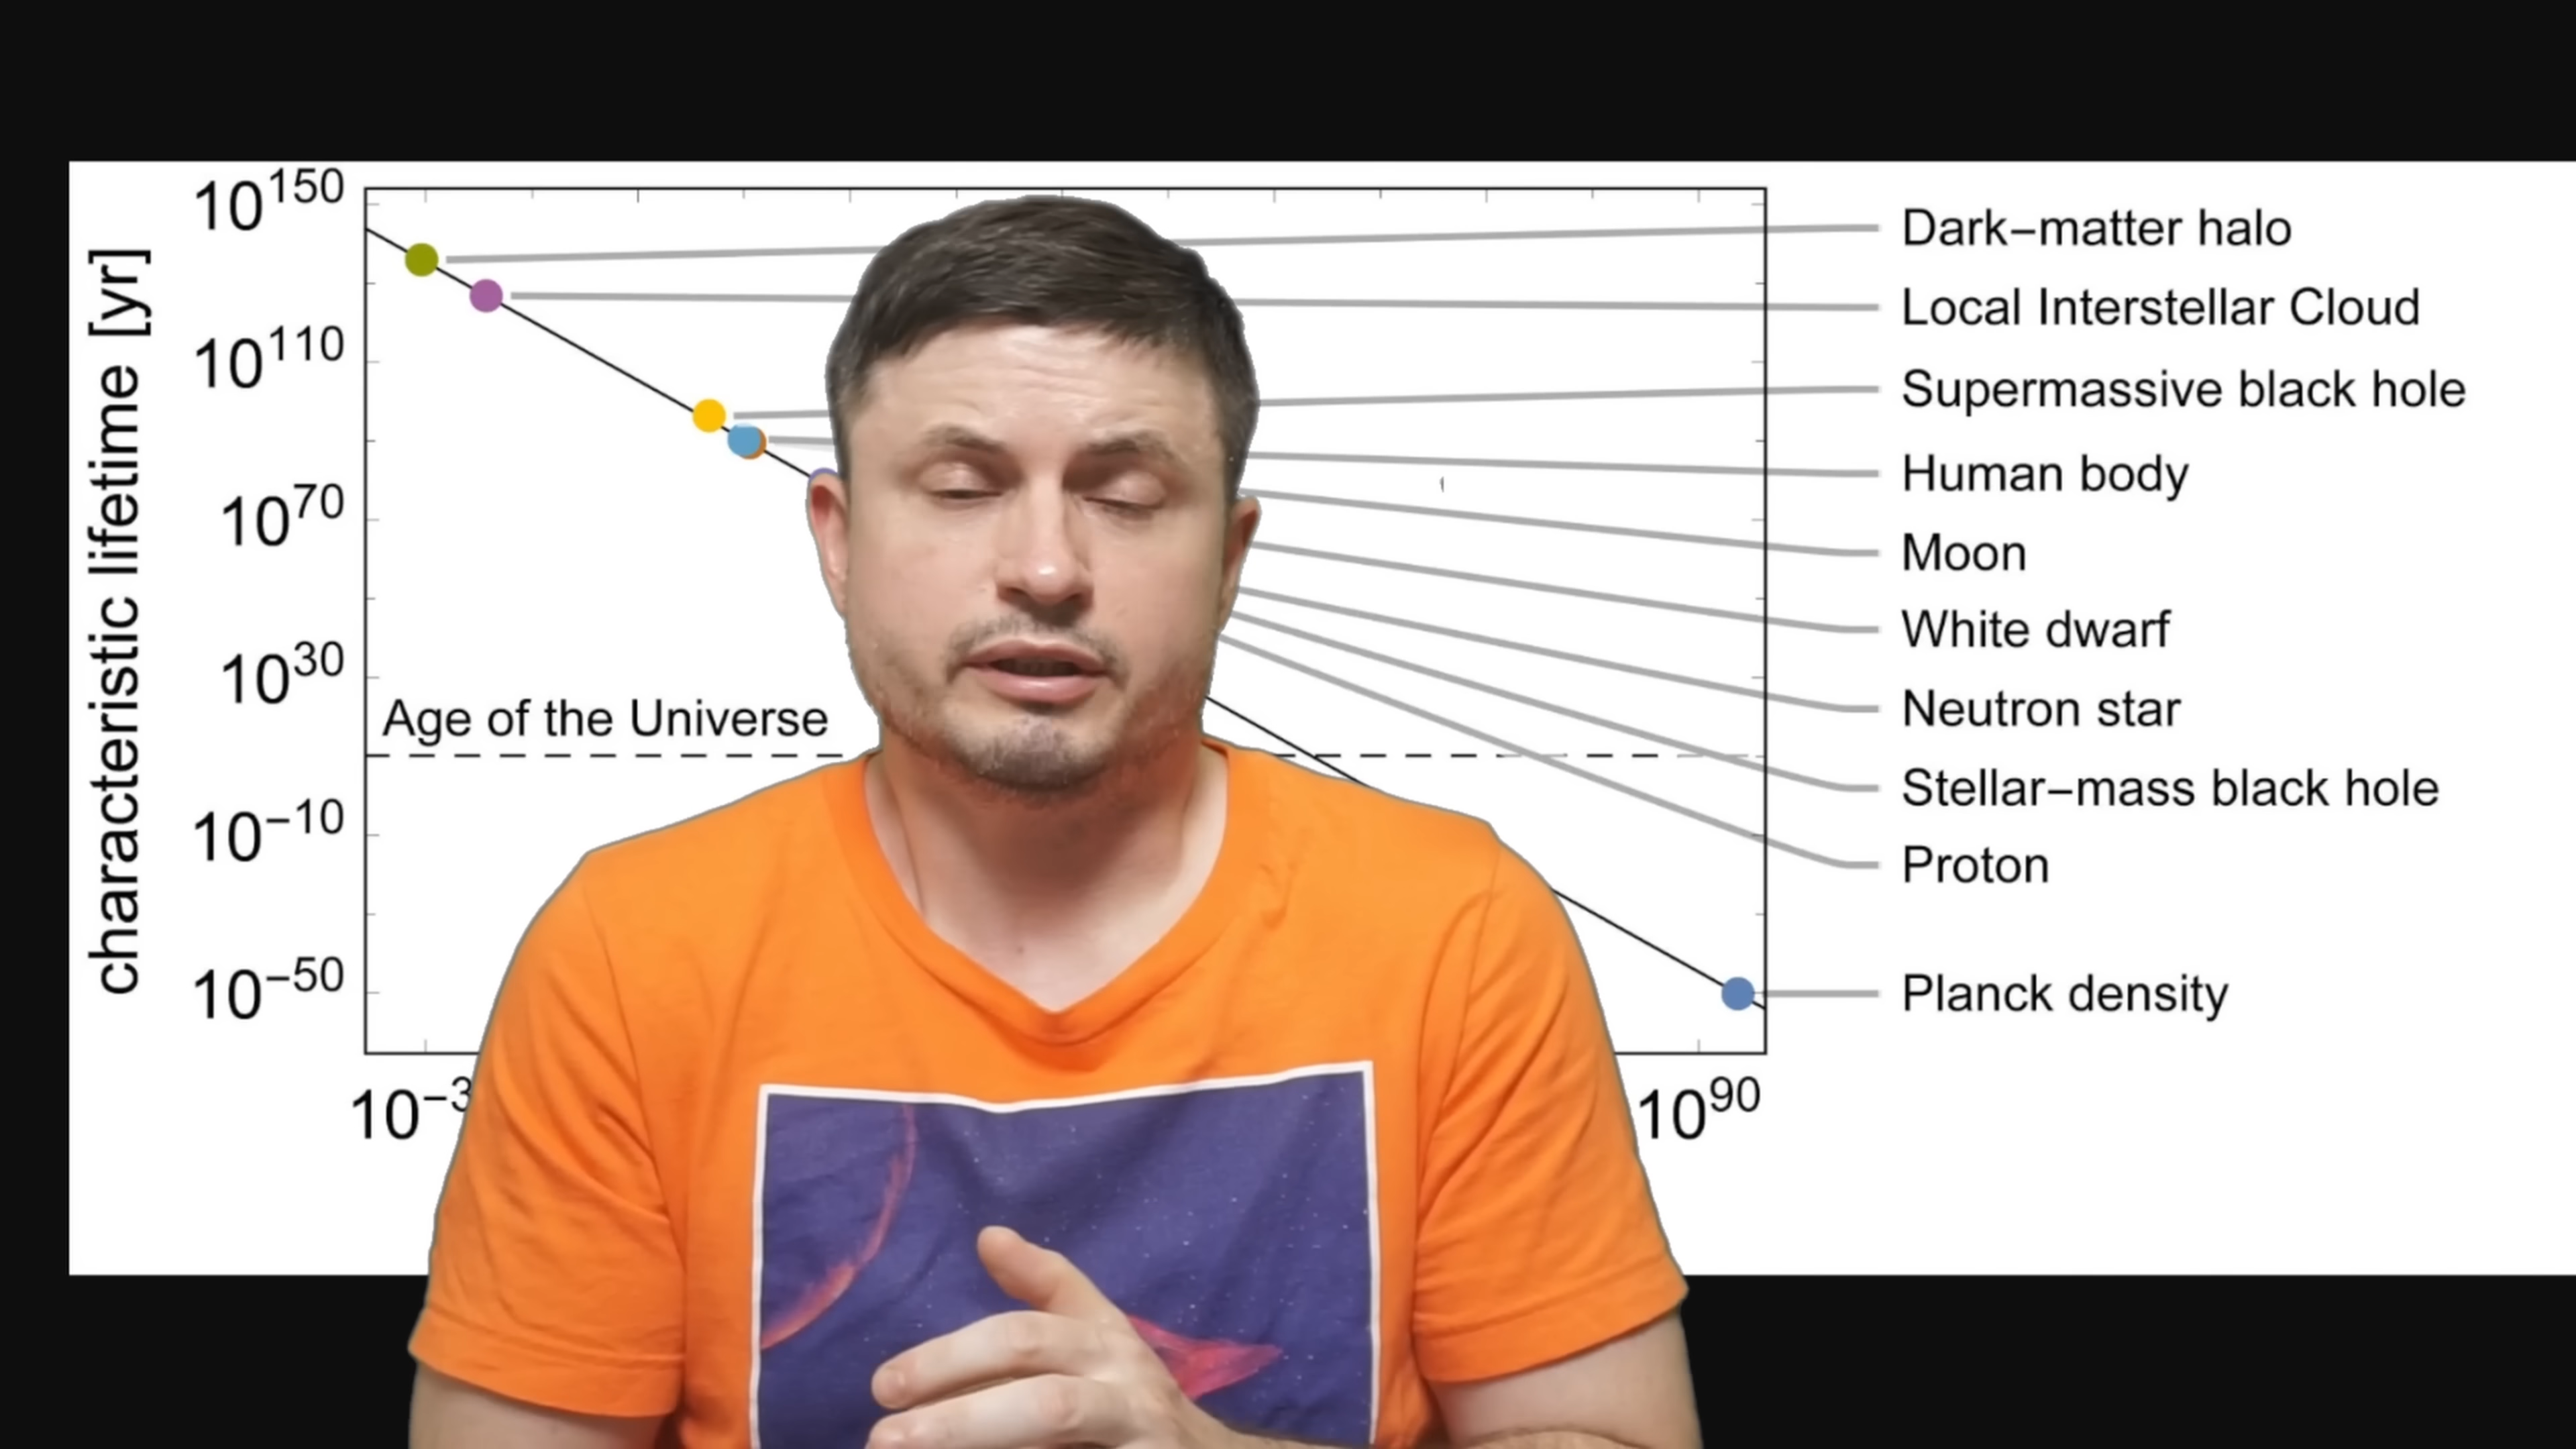 10^150
10^110
10^70
10^30
10^−10
10^−50
characteristic lifetime [yr]
Age of the Universe
10^−3
10^90
Dark−matter halo
Local Interstellar Cloud
Supermassive black hole
Human body
Moon
White dwarf
Neutron star
Stellar−mass black hole
Proton
Planck density